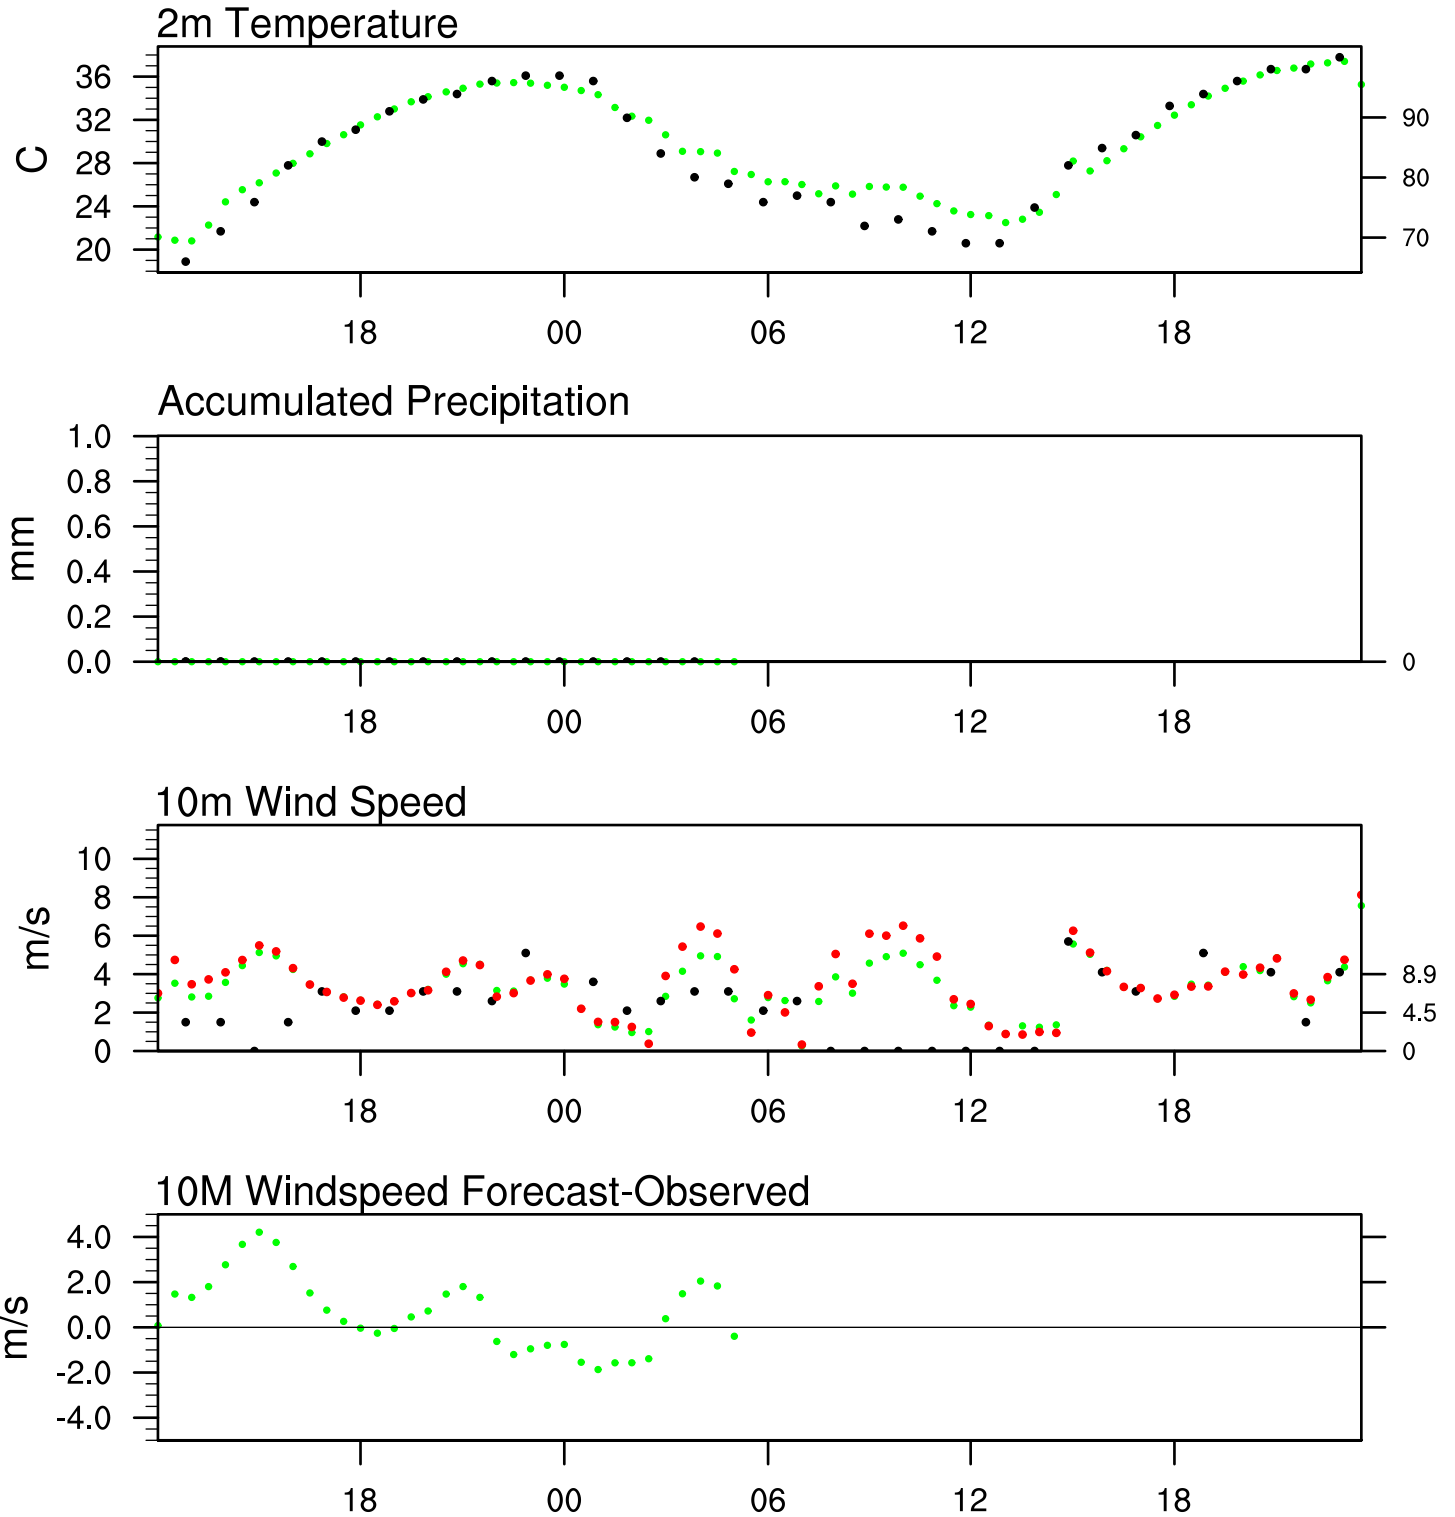 2m Temperature
C
36
32
28
24
20
90
80
70
18 00 06 12 18
Accumulated Precipitation
mm
1.0
0.8
0.6
0.4
0.2
0.0
0
18 00 06 12 18
10m Wind Speed
m/s
10
8
6
4
2
0
8.9
4.5
0
18 00 06 12 18
10M Windspeed Forecast-Observed
m/s
4.0
2.0
0.0
-2.0
-4.0
18 00 06 12 18